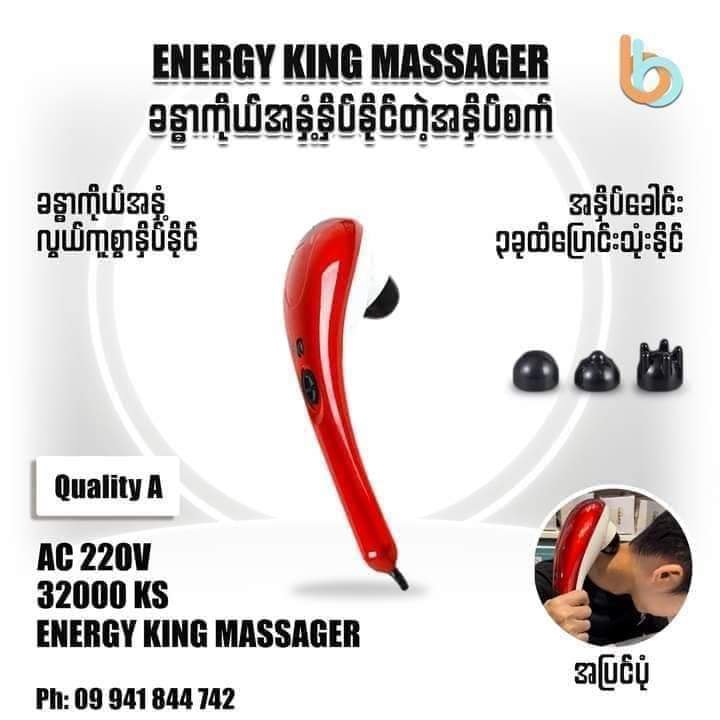 ENERGY KING MASSAGER
ခန္ဓာကိုယ်အနှံ့နှိပ်နိုင်တဲ့အနှိပ်စက်
ခန္ဓာကိုယ်အနှံ့
လွယ်ကူစွာနှိပ်နိုင်
အနှိပ်ခေါင်း
၃ခုထိပြောင်းသုံးနိုင်
Quality A
AC 220V
32000 KS
ENERGY KING MASSAGER
Ph: 09 941 844 742
အပြင်ပုံ